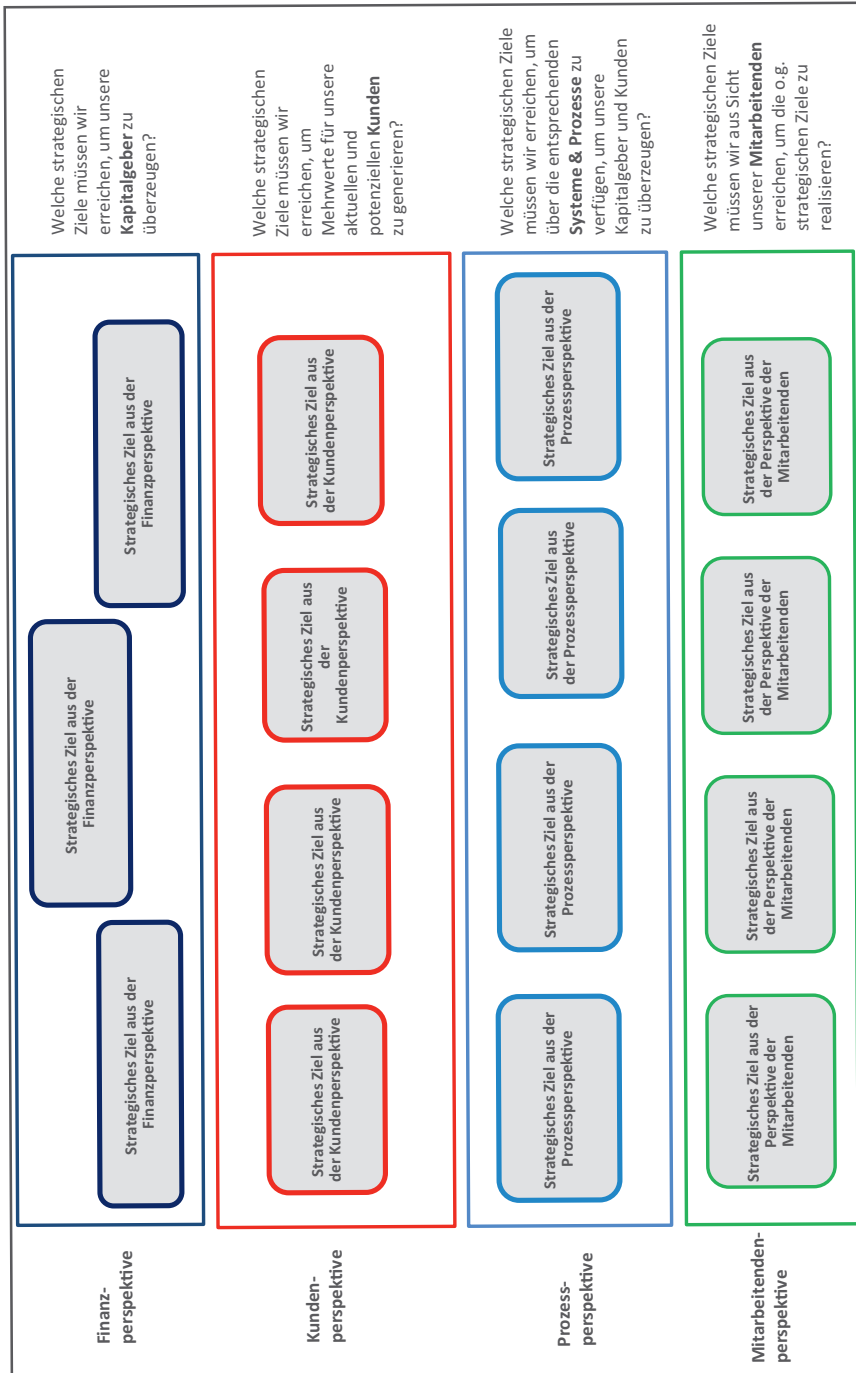 Finanz-
perspektive
Strategisches Ziel aus der
Finanzperspektive
Strategisches Ziel aus der
Finanzperspektive
Strategisches Ziel aus der
Finanzperspektive
Welche strategischen
Ziele müssen wir
erreichen, um unsere
Kapitalgeber zu
überzeugen?
Kunden-
perspektive
Strategisches Ziel aus
der Kundenperspektive
Strategisches Ziel aus
der Kundenperspektive
Strategisches Ziel aus
der
Kundenperspektive
Strategisches Ziel aus
der Kundenperspektive
Welche strategischen
Ziele müssen wir
erreichen, um
Mehrwerte für unsere
aktuellen und
potenziellen Kunden
zu generieren?
Prozess-
perspektive
Strategisches Ziel aus der
Prozessperspektive
Strategisches Ziel aus der
Prozessperspektive
Strategisches Ziel aus
der Prozessperspektive
Strategisches Ziel aus der
Prozessperspektive
Welche strategischen Ziele
müssen wir erreichen, um
über die entsprechenden
Systeme & Prozesse zu
verfügen, um unsere
Kapitalgeber und Kunden
zu überzeugen?
Mitarbeitenden-
perspektive
Strategisches Ziel aus der
Perspektive der
Mitarbeitenden
Strategisches Ziel aus
der Perspektive der
Mitarbeitenden
Strategisches Ziel aus
der Perspektive der
Mitarbeitenden
Strategisches Ziel aus
der Perspektive der
Mitarbeitenden
Welche strategischen Ziele
müssen wir aus Sicht
unserer Mitarbeitenden
erreichen, um die o.g.
strategischen Ziele zu
realisieren?